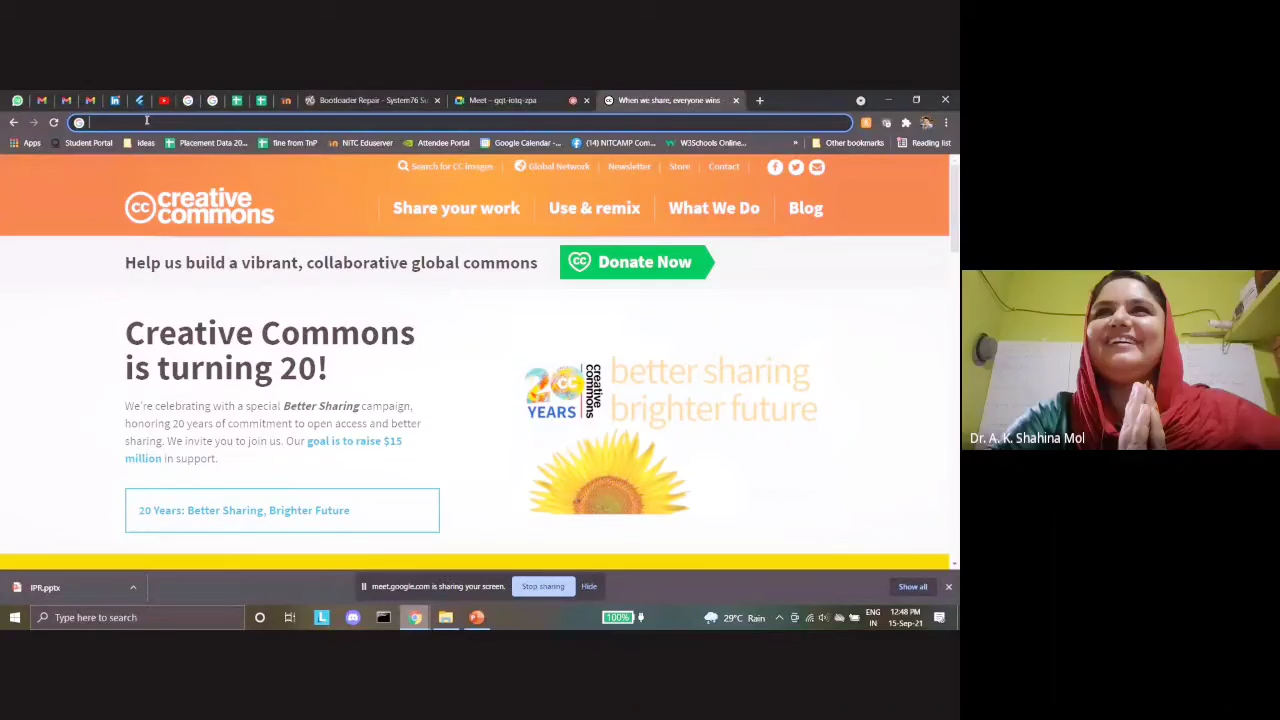 Bootloader Repair - System76 Su
Meet – gqt-iotq-zpa
When we share, everyone wins
Apps
Student Portal
Ideas
Placement Data 20...
fine from TnP
NITC Eduserver
Attendee Portal
Google Calendar -...
(14) NITCAMP Com...
W3Schools Online...
»
Other bookmarks
Reading list
Search for CC images
Global Network
Newsletter
Store
Contact
cc creative commons
Share your work
Use & remix
What We Do
Blog
Help us build a vibrant, collaborative global commons
Donate Now
Creative Commons
is turning 20!
We're celebrating with a special Better Sharing campaign,
honoring 20 years of commitment to open access and better
sharing. We invite you to join us. Our goal is to raise $15
million in support.
20 Years: Better Sharing, Brighter Future
20 CC
YEARS
creative commons
better sharing
brighter future
Dr. A. K. Shahina Mol
IPR.pptx
meet.google.com is sharing your screen.
Stop sharing
Hide
Show all
Type here to search
100%
29°C Rain
ENG
IN
12:48 PM
15-Sep-21